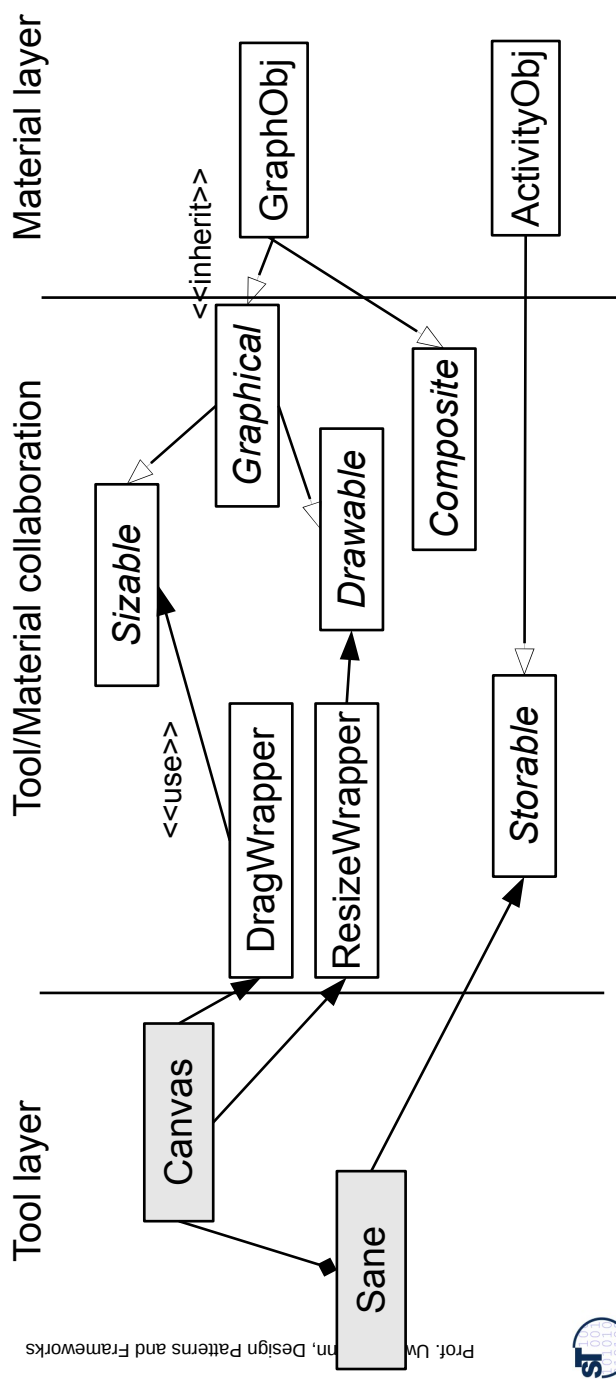 Tool layer
Tool/Material collaboration
Material layer
Canvas
Sane
<<use>>
DragWrapper
ResizeWrapper
Sizable
Drawable
Storable
Graphical
Composite
<<inherit>>
GraphObj
ActivityObj
Prof. Design Patterns and Frameworks
ST